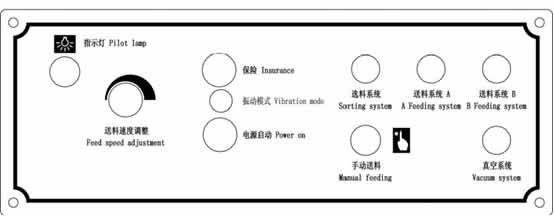 指示灯 Pilot lamp
保险 Insurance
振动模式 Vibration mode
送料速度调整
Feed speed adjustment
电源启动 Power on
选料系统
Sorting system
送料系统 A
A Feeding system
送料系统 B
B Feeding system
手动送料
Manual feeding
真空系统
Vacuum system